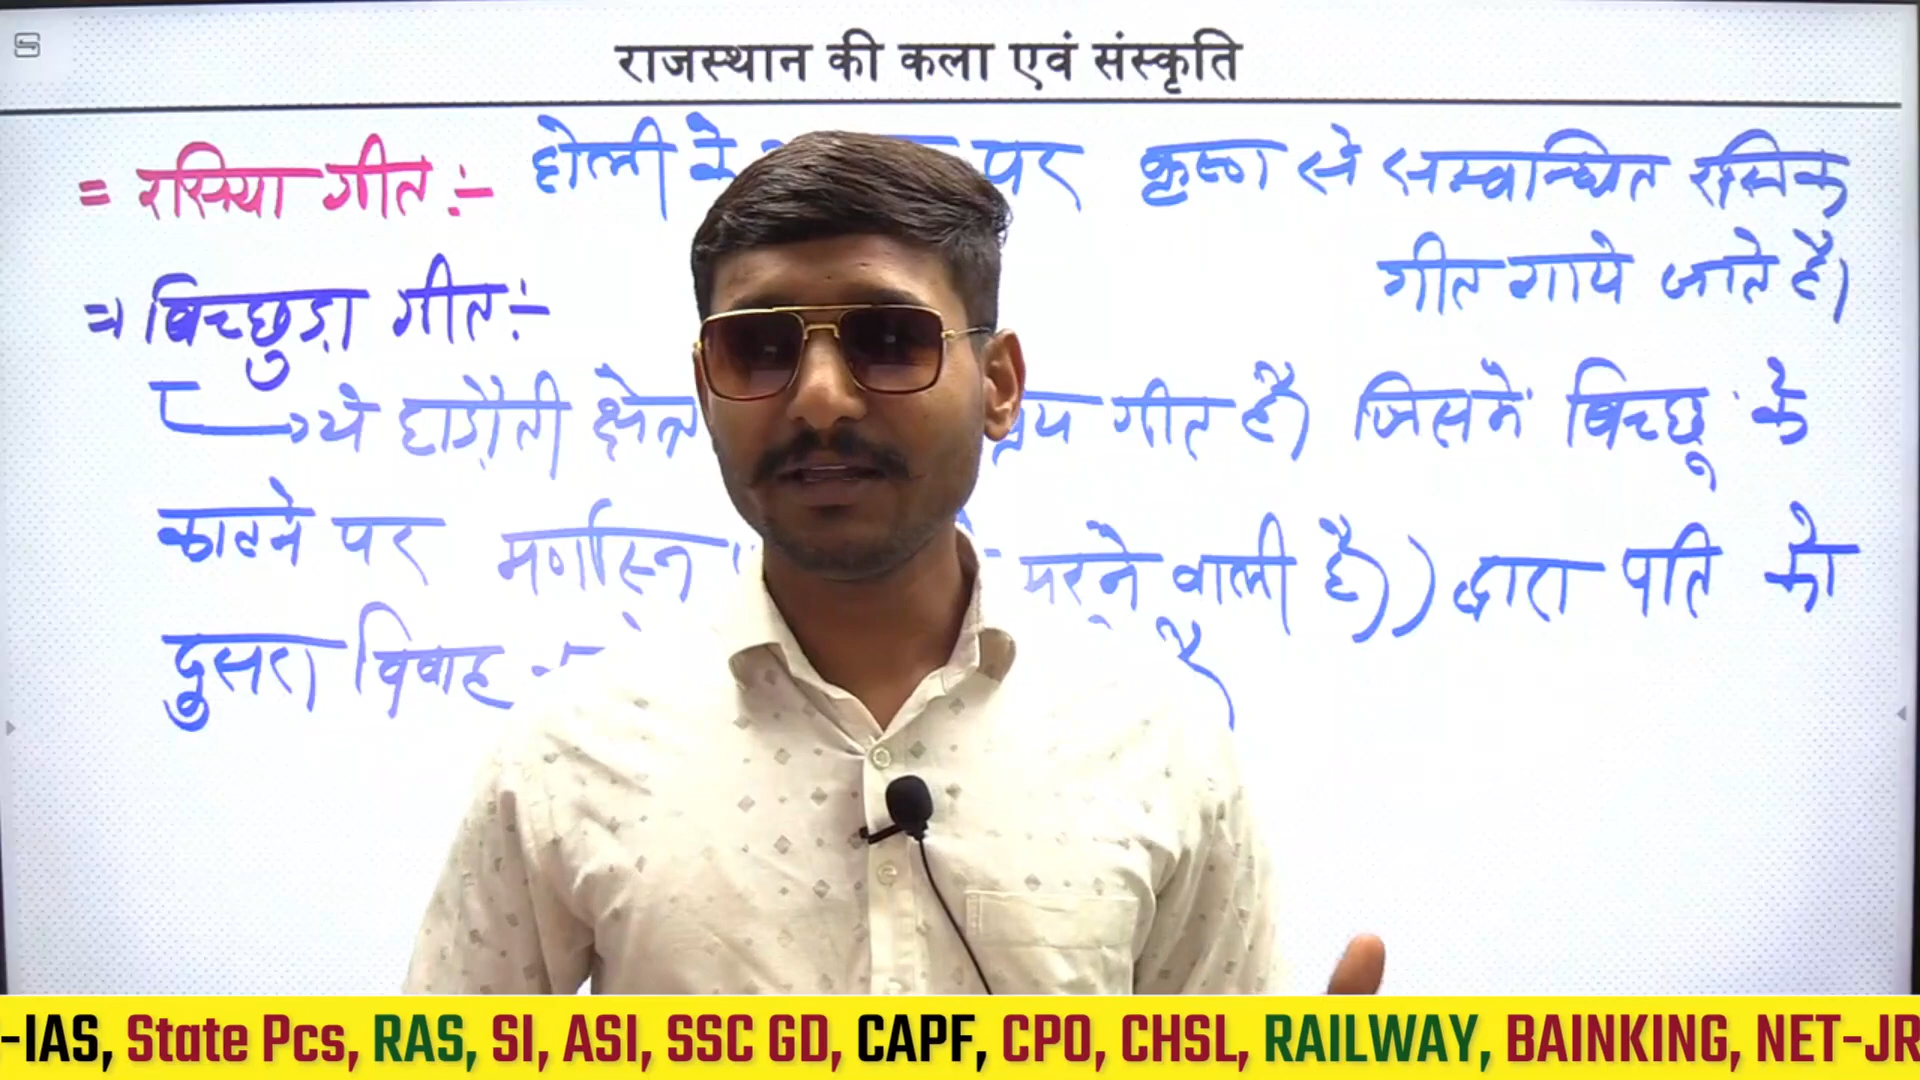 राजस्थान की कला एवं संस्कृति
= रसिया गीत :- होली के पर कृष्ण से सम्बन्धित रसिक
गीत गाये जाते है।
⇒ बिच्छुड़ा गीत :-
→ ये हाड़ौती क्षेत्र गीत है। जिसमें बिच्छू के
काटने पर मरने वाली है)) द्वारा पति को
दुसरा विवाह
-IAS, State Pcs, RAS, SI, ASI, SSC GD, CAPF, CPO, CHSL, RAILWAY, BAINKING, NET-JR